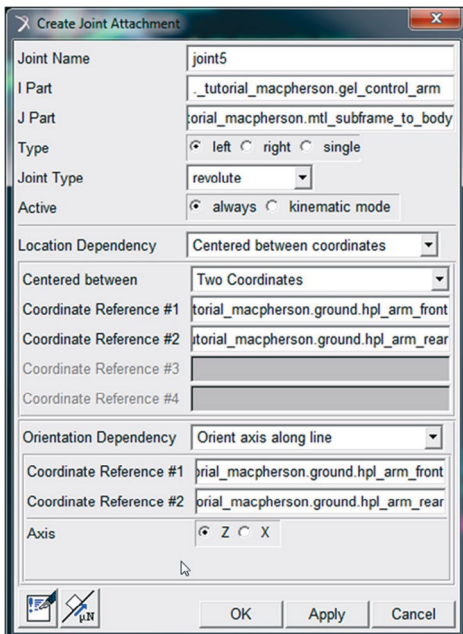 Create Joint Attachment
Joint Name joint5
I Part ._tutorial_macpherson.gel_control_arm
J Part torial_macpherson.mtl_subframe_to_body
Type left right single
Joint Type revolute
Active always kinematic mode
Location Dependency Centered between coordinates
Centered between Two Coordinates
Coordinate Reference #1 torial_macpherson.ground.hpl_arm_front
Coordinate Reference #2 utorial_macpherson.ground.hpl_arm_rear
Coordinate Reference #3
Coordinate Reference #4
Orientation Dependency Orient axis along line
Coordinate Reference #1 orial_macpherson.ground.hpl_arm_front
Coordinate Reference #2 orial_macpherson.ground.hpl_arm_rear
Axis Z X
μN OK Apply Cancel